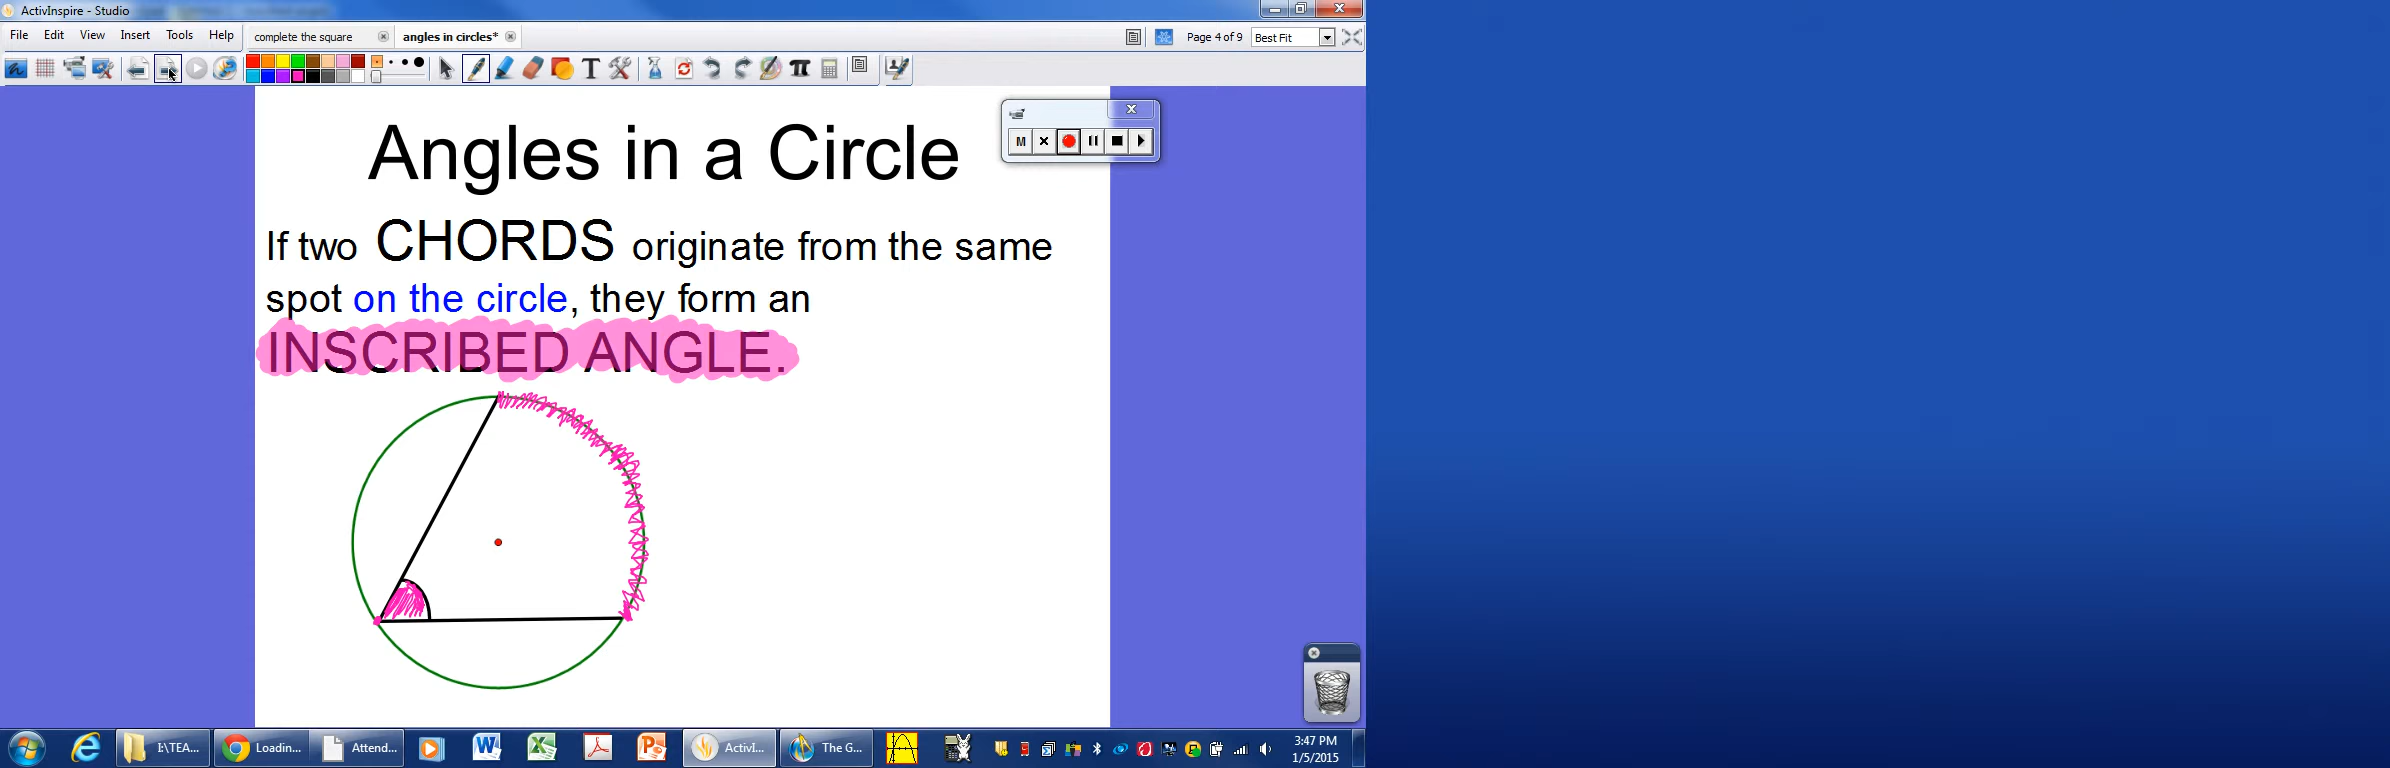 ActivInspire - Studio
File Edit View Insert Tools Help
complete the square
angles in circles*
Page 4 of 9
Best Fit
M
Angles in a Circle
If two CHORDS originate from the same
spot on the circle, they form an
INSCRIBED ANGLE.
I:\TEA...
Loadin...
Attend...
ActivI...
The G...
3:47 PM
1/5/2015